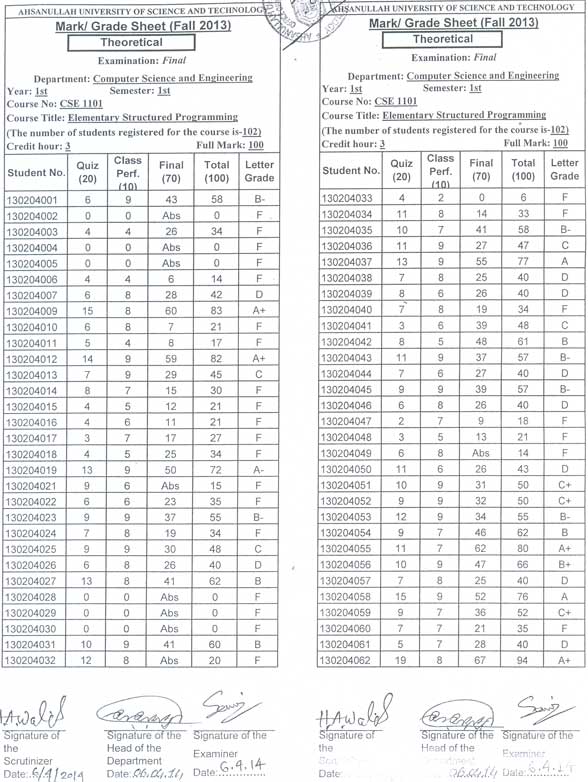 AHSANULLAH UNIVERSITY OF SCIENCE AND TECHNOLOGY
Mark/ Grade Sheet (Fall 2013)
Theoretical
Examination: Final
Department: Computer Science and Engineering
Year: 1st Semester: 1st
Course No: CSE 1101
Course Title: Elementary Structured Programming
(The number of students registered for the course is-102)
Credit hour: 3 Full Mark: 100
Student No. Quiz (20) Class Perf. (10) Final (70) Total (100) Letter Grade
130204001 6 9 43 58 B-
130204002 0 0 Abs 0 F
130204003 4 4 26 34 F
130204004 0 0 Abs 0 F
130204005 0 0 Abs 0 F
130204006 4 4 6 14 F
130204007 6 8 28 42 D
130204009 15 8 60 83 A+
130204010 6 8 7 21 F
130204011 5 4 8 17 F
130204012 14 9 59 82 A+
130204013 7 9 29 45 C
130204014 8 7 15 30 F
130204015 4 5 12 21 F
130204016 4 6 11 21 F
130204017 3 7 17 27 F
130204018 4 5 25 34 F
130204019 13 9 50 72 A-
130204021 9 6 Abs 15 F
130204022 6 6 23 35 F
130204023 9 9 37 55 B-
130204024 7 8 19 34 F
130204025 9 9 30 48 C
130204026 6 8 26 40 D
130204027 13 8 41 62 B
130204028 0 0 Abs 0 F
130204029 0 0 Abs 0 F
130204030 0 0 Abs 0 F
130204031 10 9 41 60 B
130204032 12 8 Abs 20 F
H.A.Walid
Signature of the Scrutinizer
Date: 6/4/2014
Signature of the Head of the Department
Date: 06.04.14
Signature of the Examiner
Date: 6.4.14
AHSANULLAH UNIVERSITY OF SCIENCE AND TECHNOLOGY
Mark/ Grade Sheet (Fall 2013)
Theoretical
Examination: Final
Department: Computer Science and Engineering
Year: 1st Semester: 1st
Course No: CSE 1101
Course Title: Elementary Structured Programming
(The number of students registered for the course is-102)
Credit hour: 3 Full Mark: 100
Student No. Quiz (20) Class Perf. (10) Final (70) Total (100) Letter Grade
130204033 4 2 0 6 F
130204034 11 8 14 33 F
130204035 10 7 41 58 B-
130204036 11 9 27 47 C
130204037 13 9 55 77 A
130204038 7 8 25 40 D
130204039 8 6 26 40 D
130204040 7 8 19 34 F
130204041 3 6 39 48 C
130204042 8 5 48 61 B
130204043 11 9 37 57 B-
130204044 7 6 27 40 D
130204045 9 9 39 57 B-
130204046 6 8 26 40 D
130204047 2 7 9 18 F
130204048 3 5 13 21 F
130204049 6 8 Abs 14 F
130204050 11 6 26 43 D
130204051 10 9 31 50 C+
130204052 9 9 32 50 C+
130204053 12 9 34 55 B-
130204054 9 7 46 62 B
130204055 11 7 62 80 A+
130204056 10 9 47 66 B+
130204057 7 8 25 40 D
130204058 15 9 52 76 A
130204059 9 7 36 52 C+
130204060 7 7 21 35 F
130204061 5 7 28 40 D
130204062 19 8 67 94 A+
H.A.Walid
Signature of the
Date
Signature of the Head of the
Date: 06.04.14
Signature of the Examiner
Date: 6.4.14